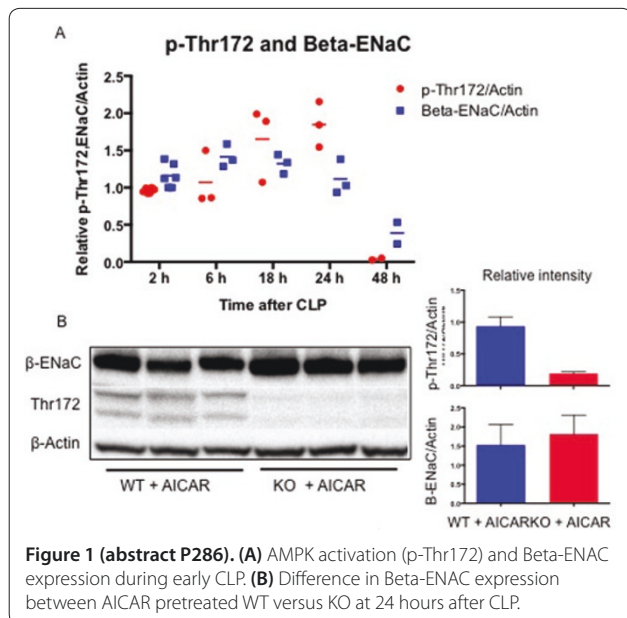 A
p-Thr172 and Beta-ENaC
Relative p-Thr172,ENaC/Actin
2.5
2.0
1.5
1.0
0.5
0.0
p-Thr172/Actin
Beta-ENaC/Actin
2 h 6 h 18 h 24 h 48 h
Time after CLP
B
β-ENaC
Thr172
β-Actin
WT + AICAR KO + AICAR
Relative intensity
p-Thr172/Actin
1.5
1.0
0.5
0.0
B-ENaC/Actin
2.5
2.0
1.5
1.0
0.5
0.0
WT + AICARKO + AICAR
Figure 1 (abstract P286). (A) AMPK activation (p-Thr172) and Beta-ENAC
expression during early CLP. (B) Difference in Beta-ENAC expression
between AICAR pretreated WT versus KO at 24 hours after CLP.